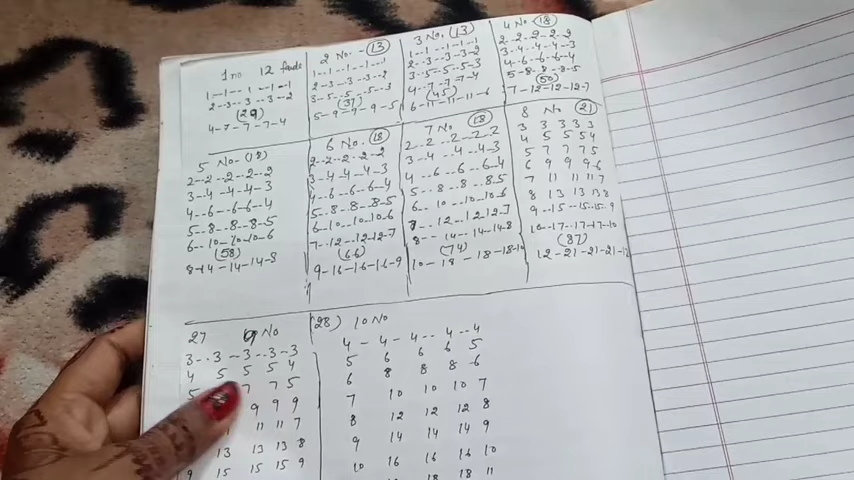 1no 12 fands
1--1--1--1--1
2--3--3--3--2
(29)
4--7--7--7-4
2 No. - (13)
1--1--1--1--1
2--3--3--3--2
3--5--5--5--3
(37)
5--9--9--9-5
3 No. (13)
1--1--1--1-1
2--3--3-3--2
3--5--5--5-3
4--7--7-7-4
(45)
6-11-11-11-6
4 No (18)
2--2--2--2--2
3--4--4--4--3
4--6--6--6--4
5--8--8--8-5
(50)
7-12-12-12-7
5 No-(18)
2--2--2--2--2
3--4--4--4--3
4--6--6--6--4
5--8--8--8-5
6--10--10-10-6
(58)
8-14-14-14-8
6 No (18)
2--2--2--2--2
3--4--4--4--3
4--6--6--6-4
5--8--8--8-5
6--10--10-10-6
7--12--12-12-7
(66)
9-16-16-16-9
7 No (18)
2--2--2--2-2
3--4--4--4-3
4--6--6--6-4
5--8--8--8-5
6--10--10-10-6
7--12--12-12-7
8--14--14-14-8
(74)
10-18-18-18-10
8 No (21)
3 3 3 3 3
4 5 5 5 4
5 7 7 7 5
6 9 9 9-6
7 11 11 11 7
8 13 13 13 8
9--15--15-15-9
10-17-17-17-10
(87)
12-21-21-21-12
27 9 No
3--3-3--3-3
4 5 5 5 4
5 7 7 5
9 9 9
11 11 7
13 13 13 8
9 15 15 15 9
(28) 10 No
4-4-4--4--4
5 6 6 6 5
6 8 8 8 6
7 10 10 10 7
8 12 12 12 8
9 14 14 14 9
10 16 16 16 10
18 18 11